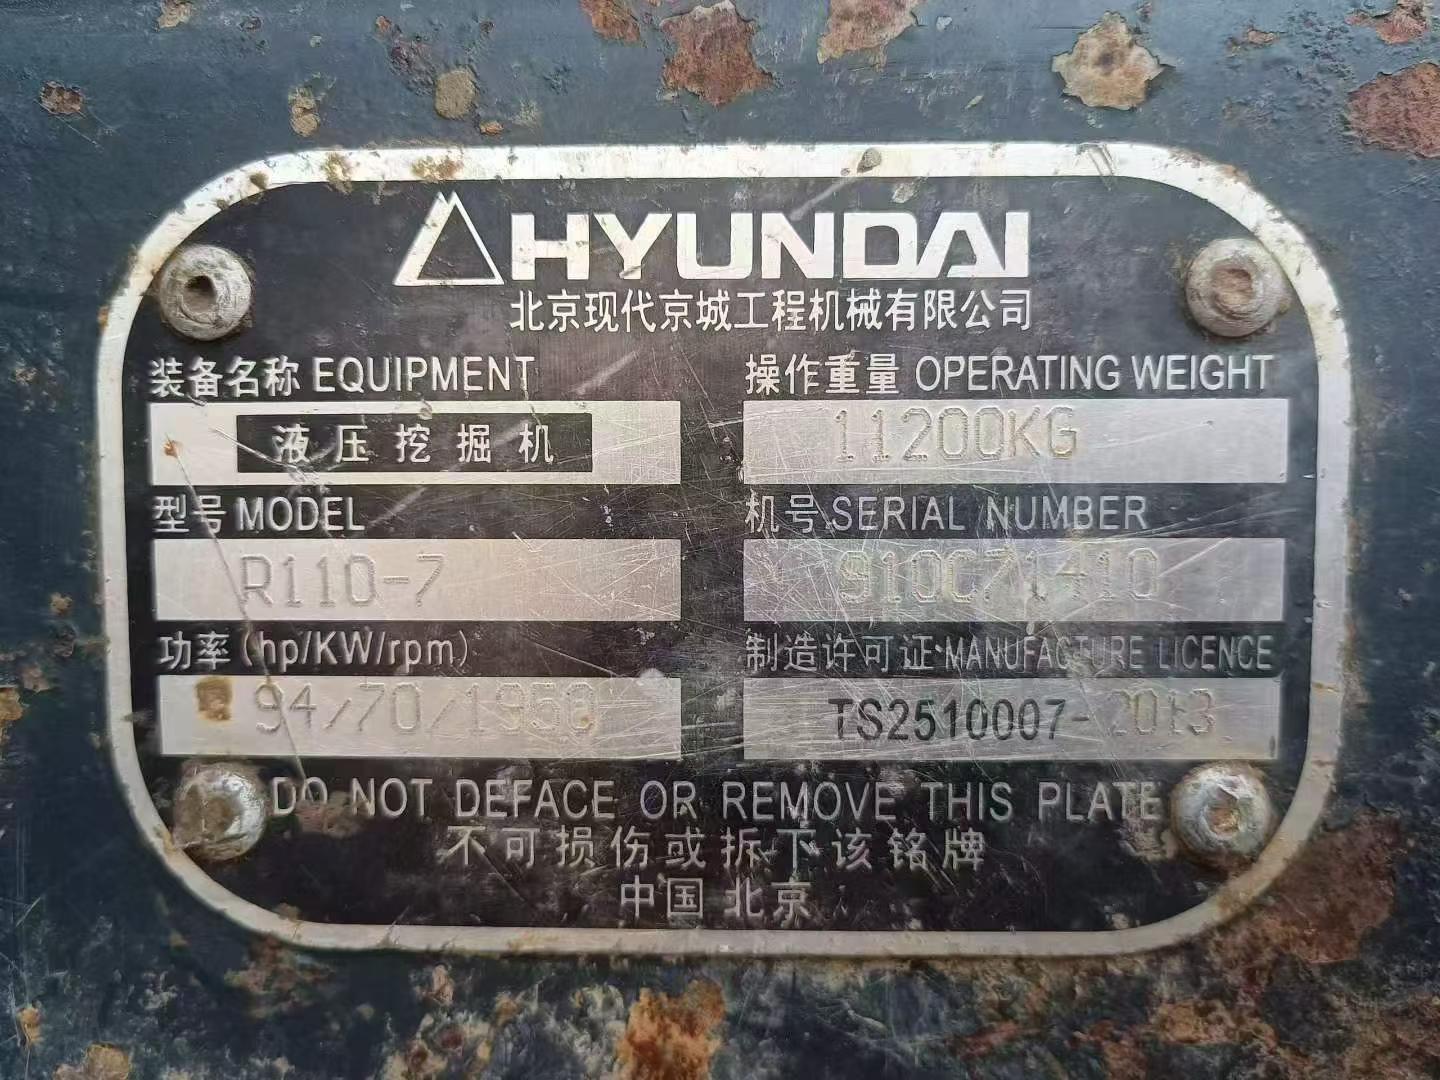 HYUNDAI
北京现代京城工程机械有限公司
装备名称 EQUIPMENT
液压挖掘机
操作重量 OPERATING WEIGHT
11200KG
型号 MODEL
R110-7
机号 SERIAL NUMBER
910C71410
功率(hp/KW/rpm)
94/70/1950
制造许可证 MANUFACTURE LICENCE
TS2510007-2013
DO NOT DEFACE OR REMOVE THIS PLATE
不可损伤或拆下该铭牌
中国 北京